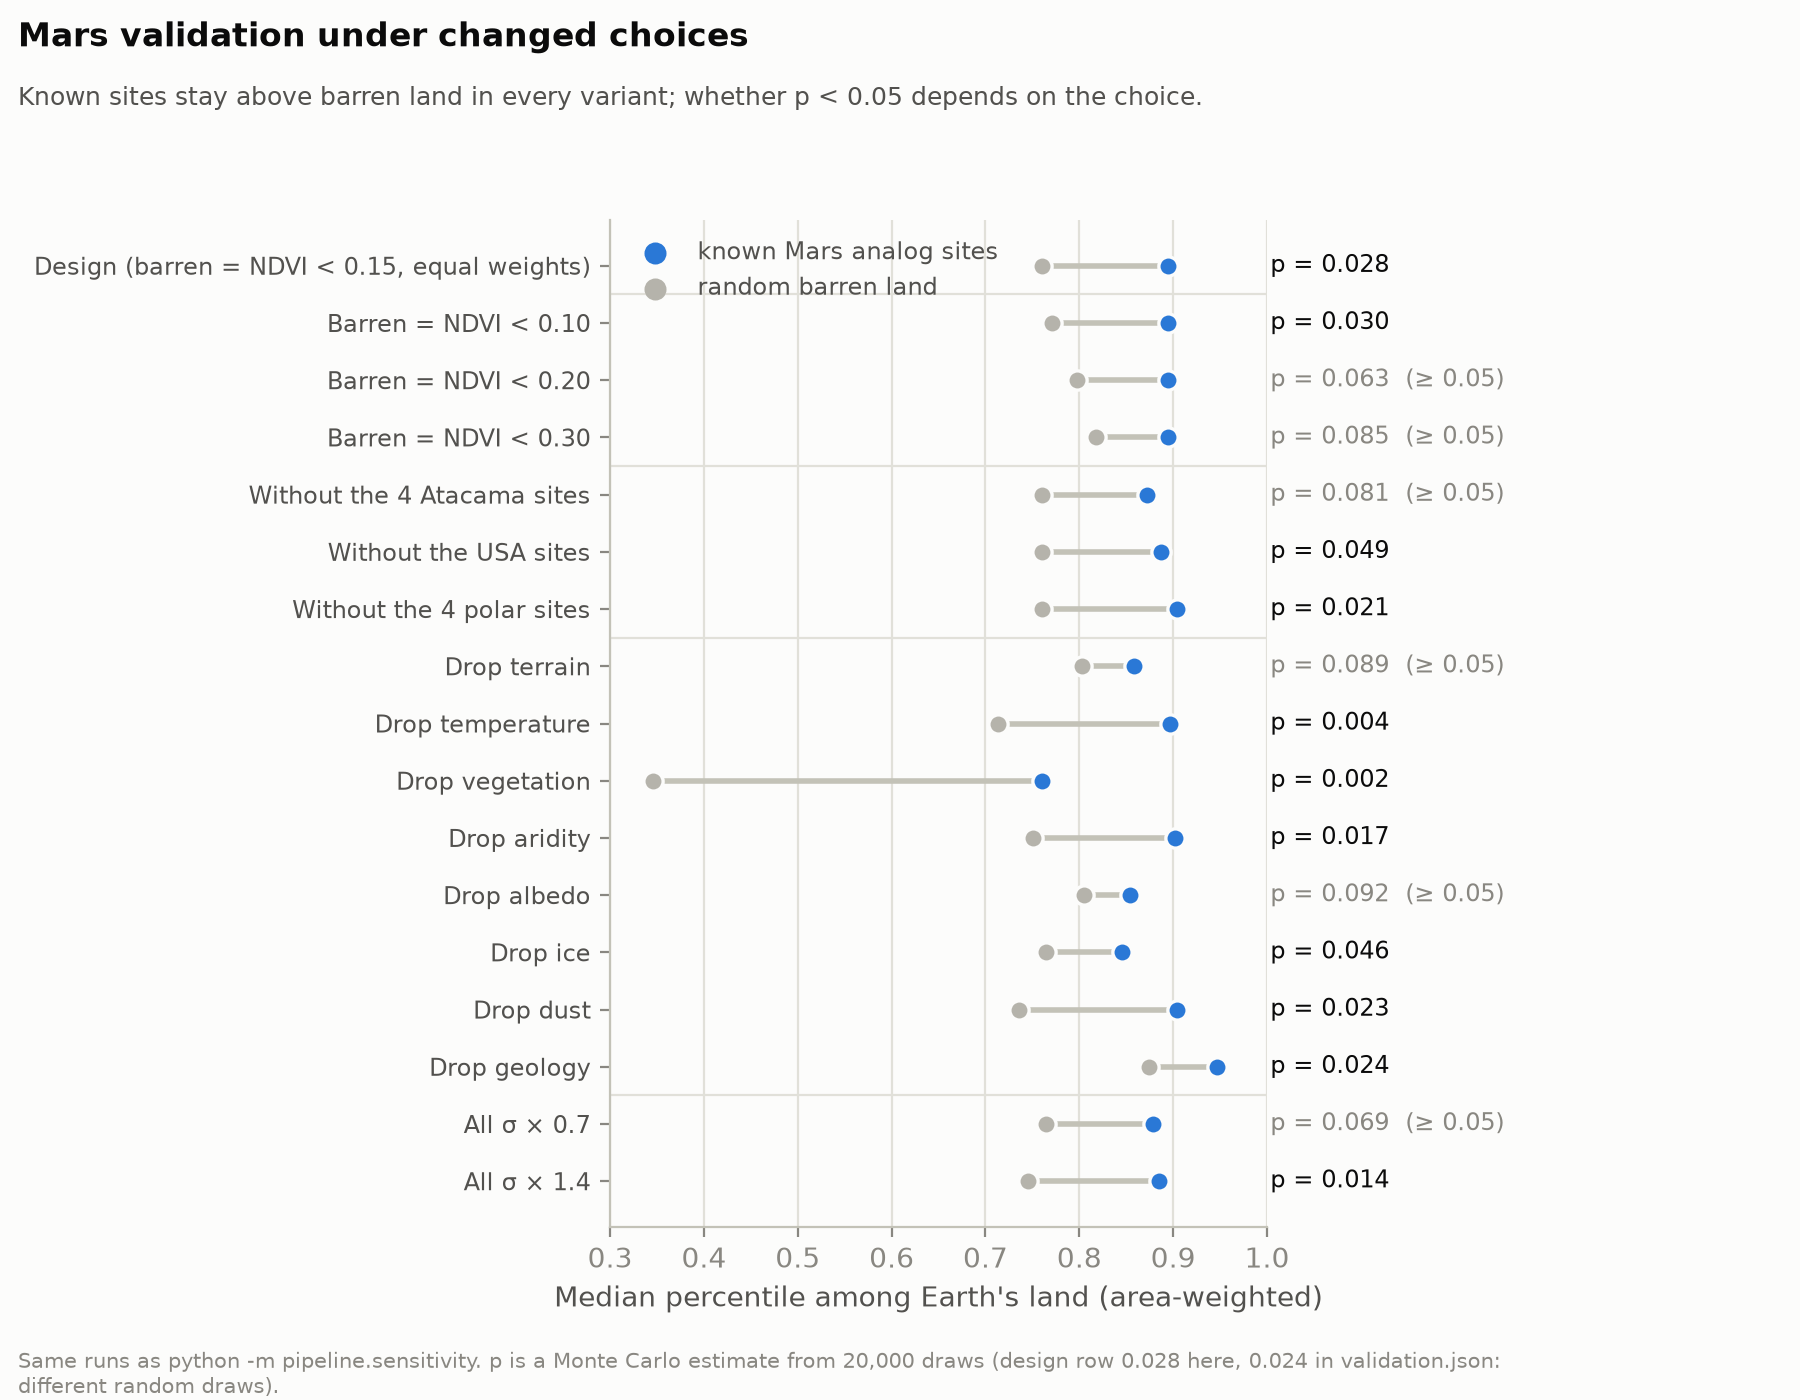 Mars validation under changed choices
Known sites stay above barren land in every variant; whether p < 0.05 depends on the choice.
known Mars analog sites
random barren land
Design (barren = NDVI < 0.15, equal weights) p = 0.028
Barren = NDVI < 0.10 p = 0.030
Barren = NDVI < 0.20 p = 0.063 (≥ 0.05)
Barren = NDVI < 0.30 p = 0.085 (≥ 0.05)
Without the 4 Atacama sites p = 0.081 (≥ 0.05)
Without the USA sites p = 0.049
Without the 4 polar sites p = 0.021
Drop terrain p = 0.089 (≥ 0.05)
Drop temperature p = 0.004
Drop vegetation p = 0.002
Drop aridity p = 0.017
Drop albedo p = 0.092 (≥ 0.05)
Drop ice p = 0.046
Drop dust p = 0.023
Drop geology p = 0.024
All σ × 0.7 p = 0.069 (≥ 0.05)
All σ × 1.4 p = 0.014
0.3 0.4 0.5 0.6 0.7 0.8 0.9 1.0
Median percentile among Earth's land (area-weighted)
Same runs as python -m pipeline.sensitivity. p is a Monte Carlo estimate from 20,000 draws (design row 0.028 here, 0.024 in validation.json:
different random draws).